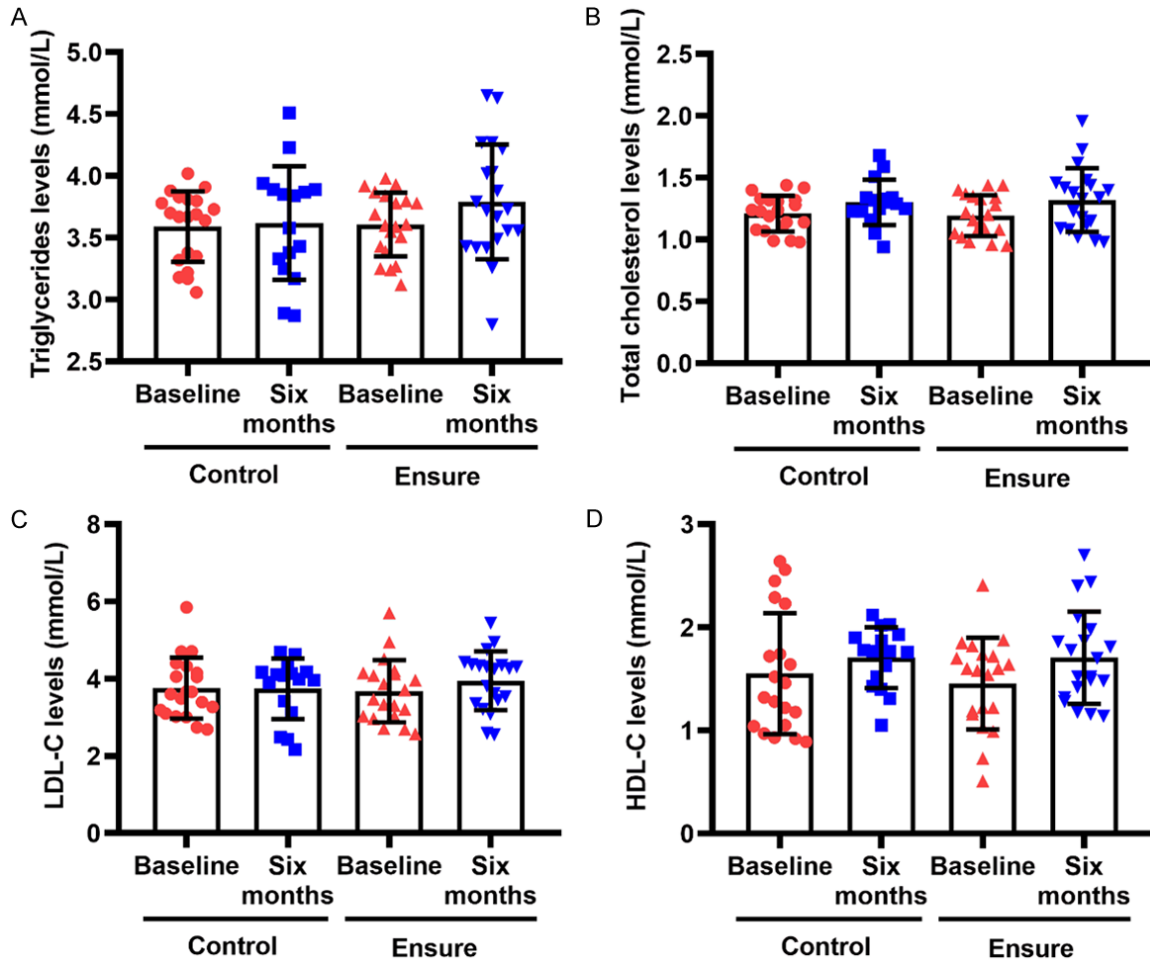 A
Triglycerides levels (mmol/L)
5.0
4.5
4.0
3.5
3.0
2.5
Baseline Six months Baseline Six months
Control Ensure
B
Total cholesterol levels (mmol/L)
2.5
2.0
1.5
1.0
0.5
0.0
Baseline Six months Baseline Six months
Control Ensure
C
LDL-C levels (mmol/L)
8
6
4
2
0
Baseline Six months Baseline Six months
Control Ensure
D
HDL-C levels (mmol/L)
3
2
1
0
Baseline Six months Baseline Six months
Control Ensure